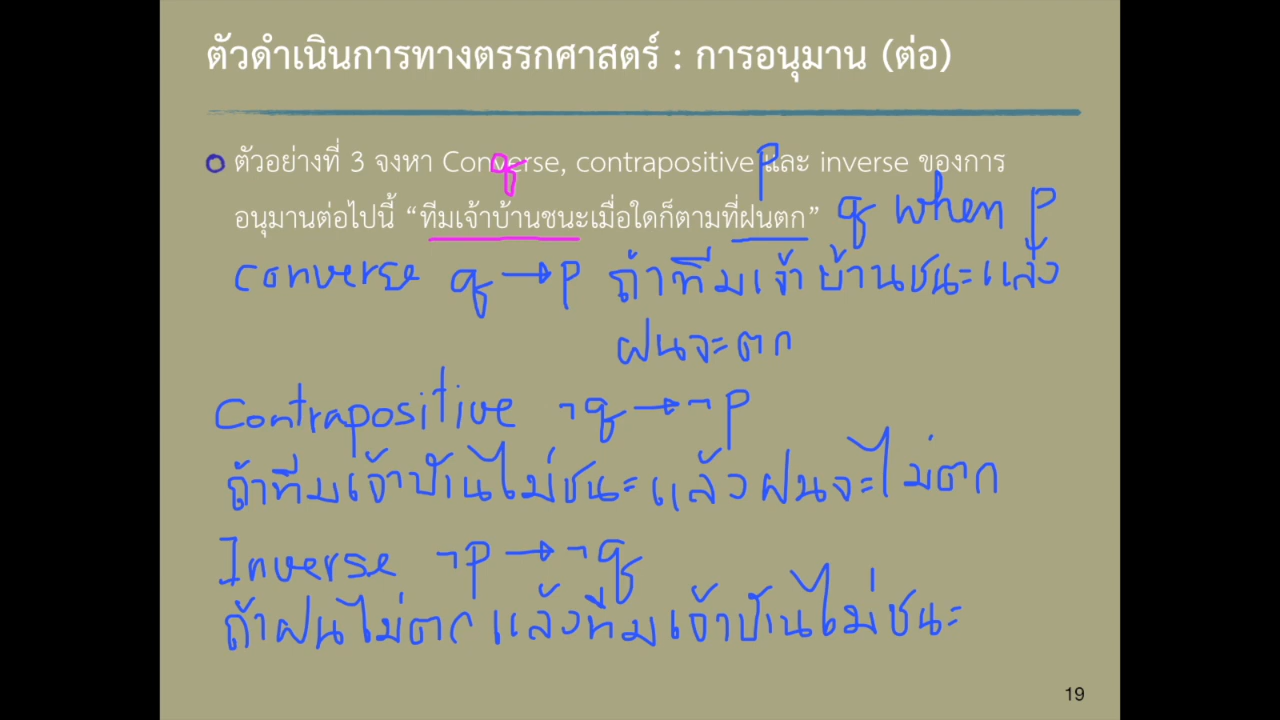 ตัวดำเนินการทางตรรกศาสตร์ : การอนุมาน (ต่อ)
ตัวอย่างที่ 3 จงหา Converse, contrapositive และ inverse ของการ
q p
อนุมานต่อไปนี้ “ทีมเจ้าบ้านชนะเมื่อใดก็ตามที่ฝนตก” q when p
converse q → p ถ้าทีมเจ้าบ้านชนะแล้ว
ฝนจะตก
Contrapositive ¬q → ¬p
ถ้าทีมเจ้าบ้านไม่ชนะแล้วฝนจะไม่ตก
Inverse ¬p → ¬q
ถ้าฝนไม่ตกแล้วทีมเจ้าบ้านไม่ชนะ
19